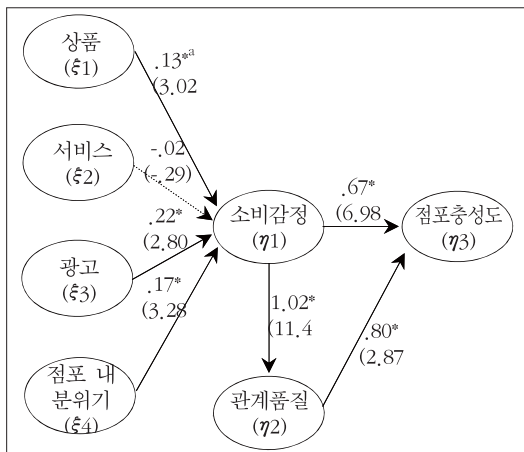 상품
(ξ1)
.13*ᵃ
(3.02
서비스
(ξ2)
-.02
(-.29)
.22*
(2.80
소비감정
(η1)
.67*
(6.98
점포충성도
(η3)
광고
(ξ3)
.17*
(3.28
1.02*
(11.4
.80*
(2.87
점포 내
분위기
(ξ4)
관계품질
(η2)